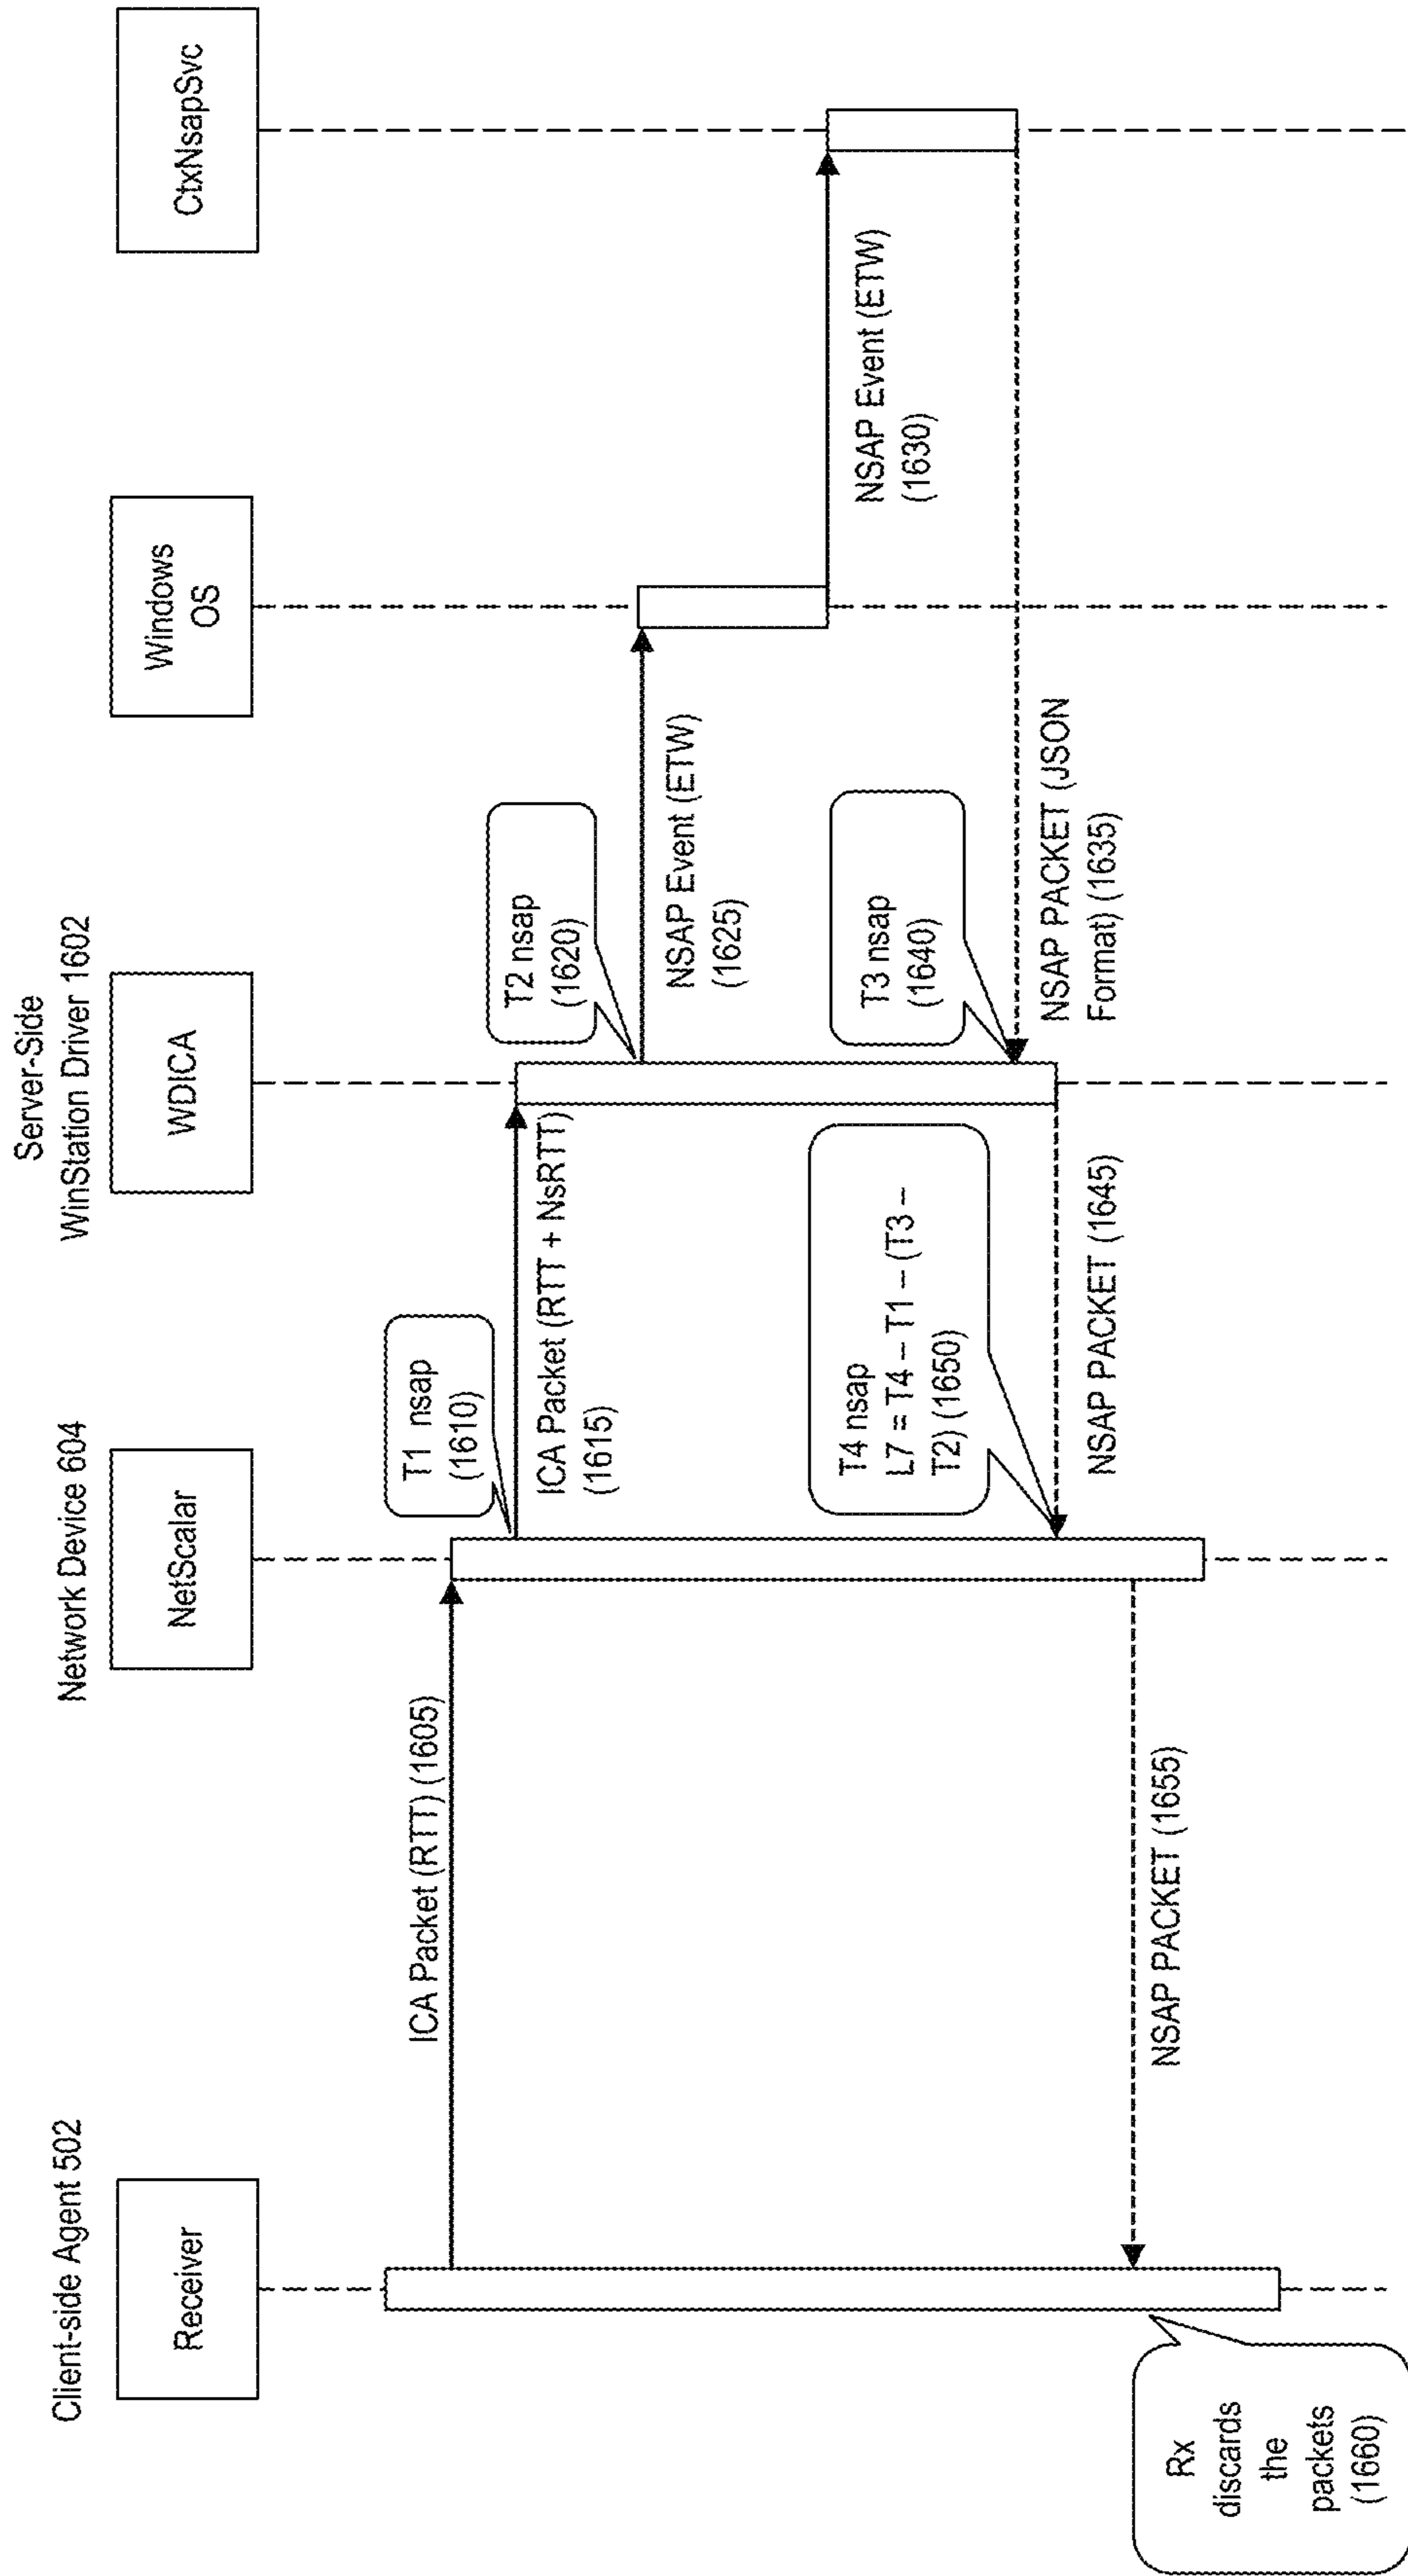 Client-side Agent 502
Receiver
Network Device 604
NetScalar
Server-Side
WinStation Driver 1602
WDICA
Windows
OS
CtxNsapSvc
ICA Packet (RTT) (1605)
T1 nsap
(1610)
ICA Packet (RTT + NsRTT)
(1615)
T2 nsap
(1620)
NSAP Event (ETW)
(1625)
NSAP Event (ETW)
(1630)
NSAP PACKET (JSON
Format) (1635)
T3 nsap
(1640)
NSAP PACKET (1645)
T4 nsap
L7 = T4 – T1 – (T3 –
T2) (1650)
NSAP PACKET (1655)
Rx
discards
the
packets
(1660)